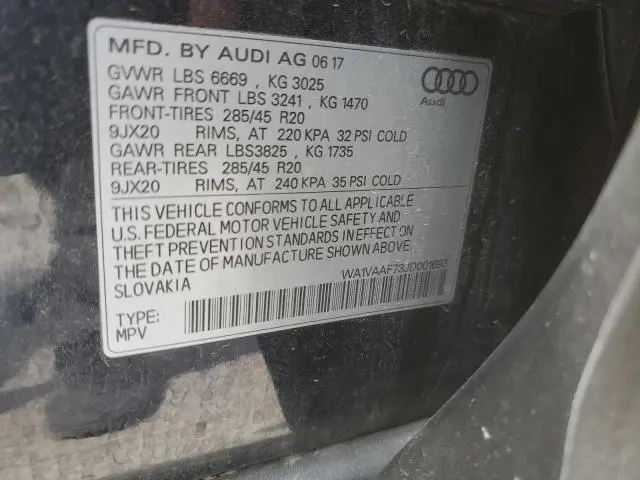 MFD. BY AUDI AG 06 17
GVWR LBS 6669 , KG 3025
GAWR FRONT LBS 3241 , KG 1470
FRONT-TIRES 285/45 R20
9JX20 RIMS, AT 220 KPA 32 PSI COLD
GAWR REAR LBS3825 , KG 1735
REAR-TIRES 285/45 R20
9JX20 RIMS, AT 240 KPA 35 PSI COLD
Audi
THIS VEHICLE CONFORMS TO ALL APPLICABLE
U.S. FEDERAL MOTOR VEHICLE SAFETY AND
THEFT PREVENTION STANDARDS IN EFFECT ON
THE DATE OF MANUFACTURE SHOWN ABOVE.
SLOVAKIA
WA1VAAF73JD001693
TYPE:
MPV